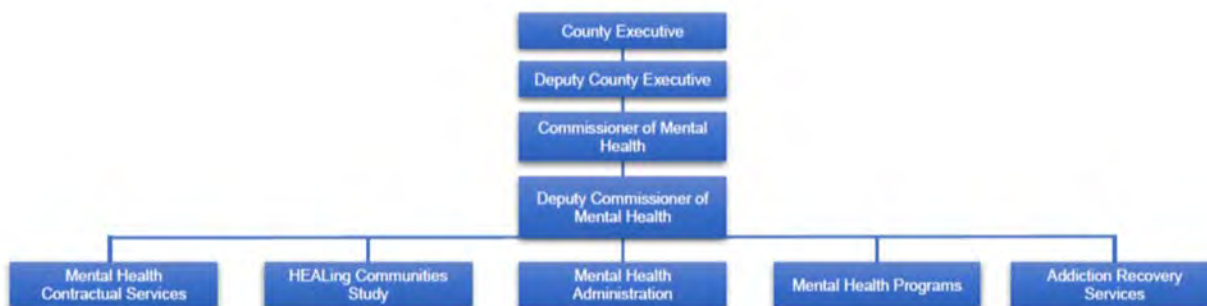 County Executive
Deputy County Executive
Commissioner of Mental
Health
Deputy Commissioner of
Mental Health
Mental Health
Contractual Services
HEALing Communities
Study
Mental Health
Administration
Mental Health Programs
Addiction Recovery
Services